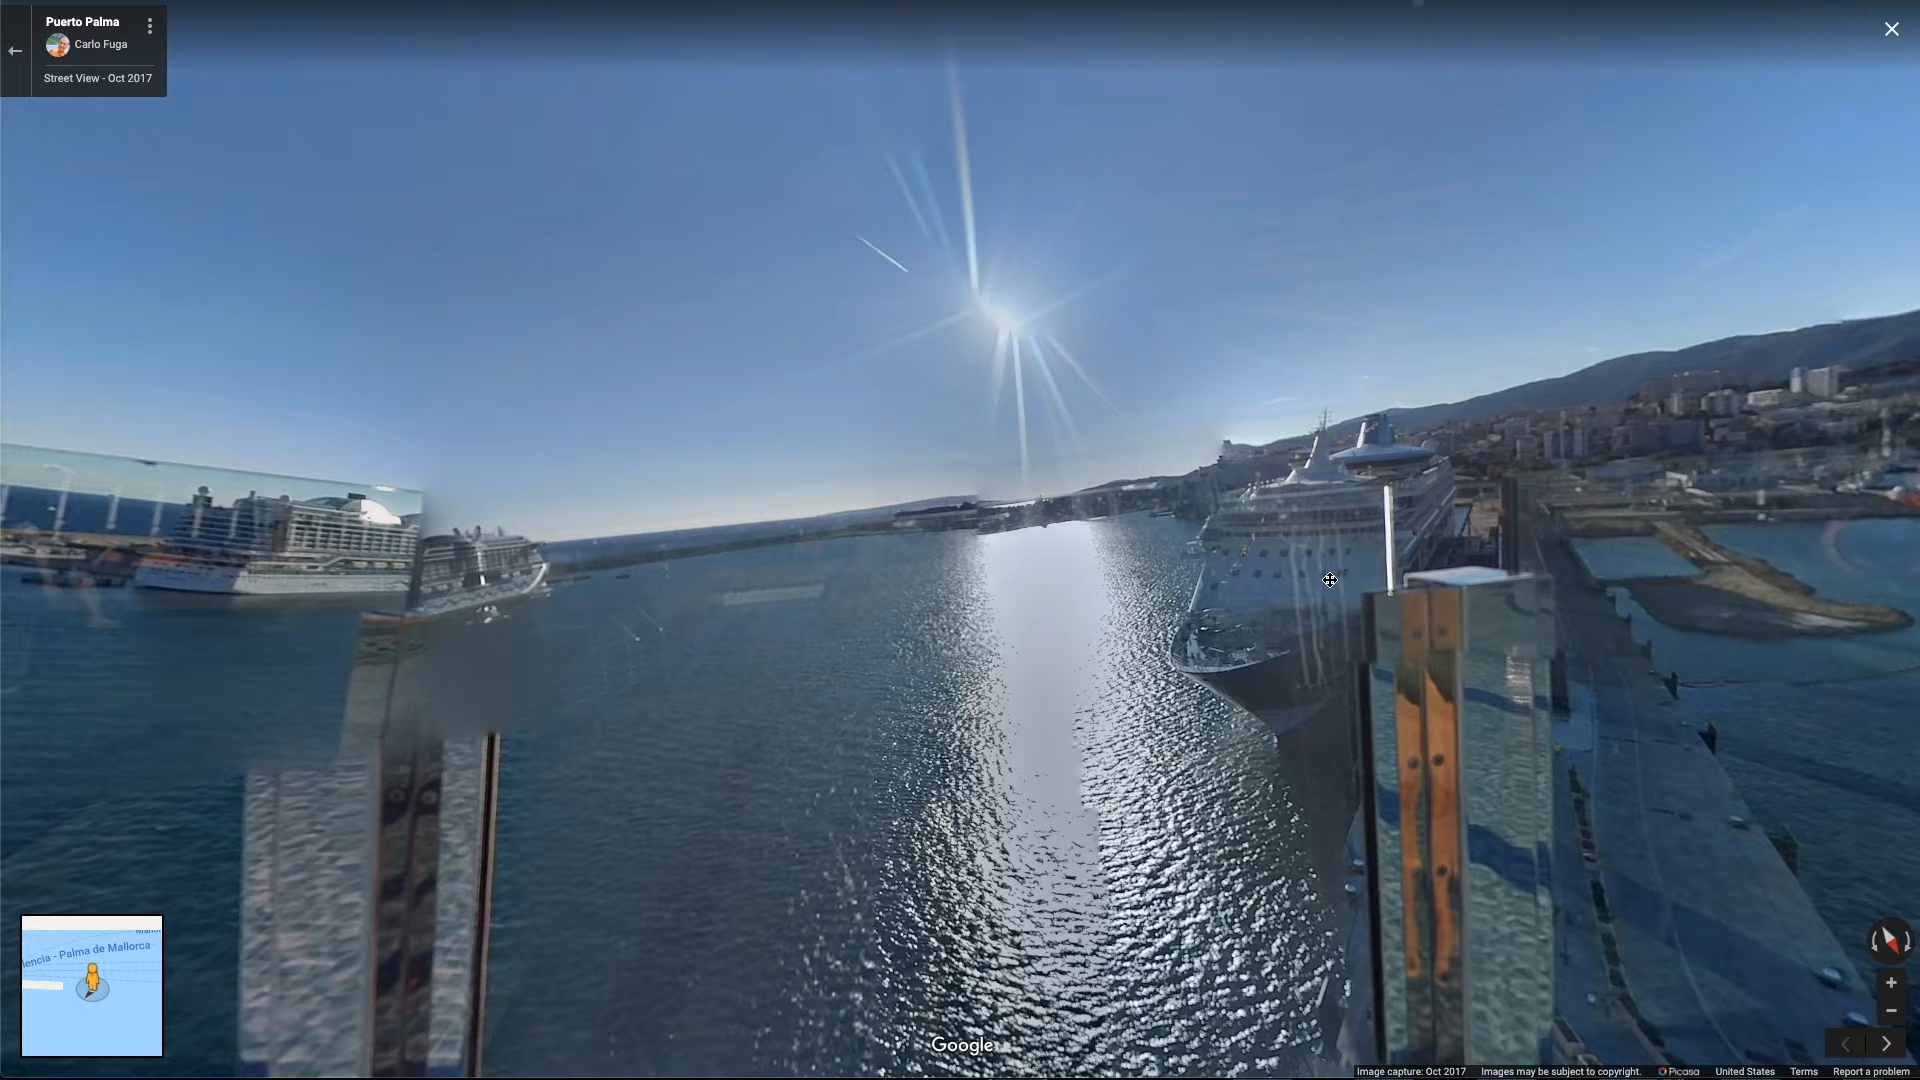 Puerto Palma
Carlo Fuga
Street View - Oct 2017
lencia - Palma de Mallorca
Google
Image capture: Oct 2017 Images may be subject to copyright. Picasa United States Terms Report a problem